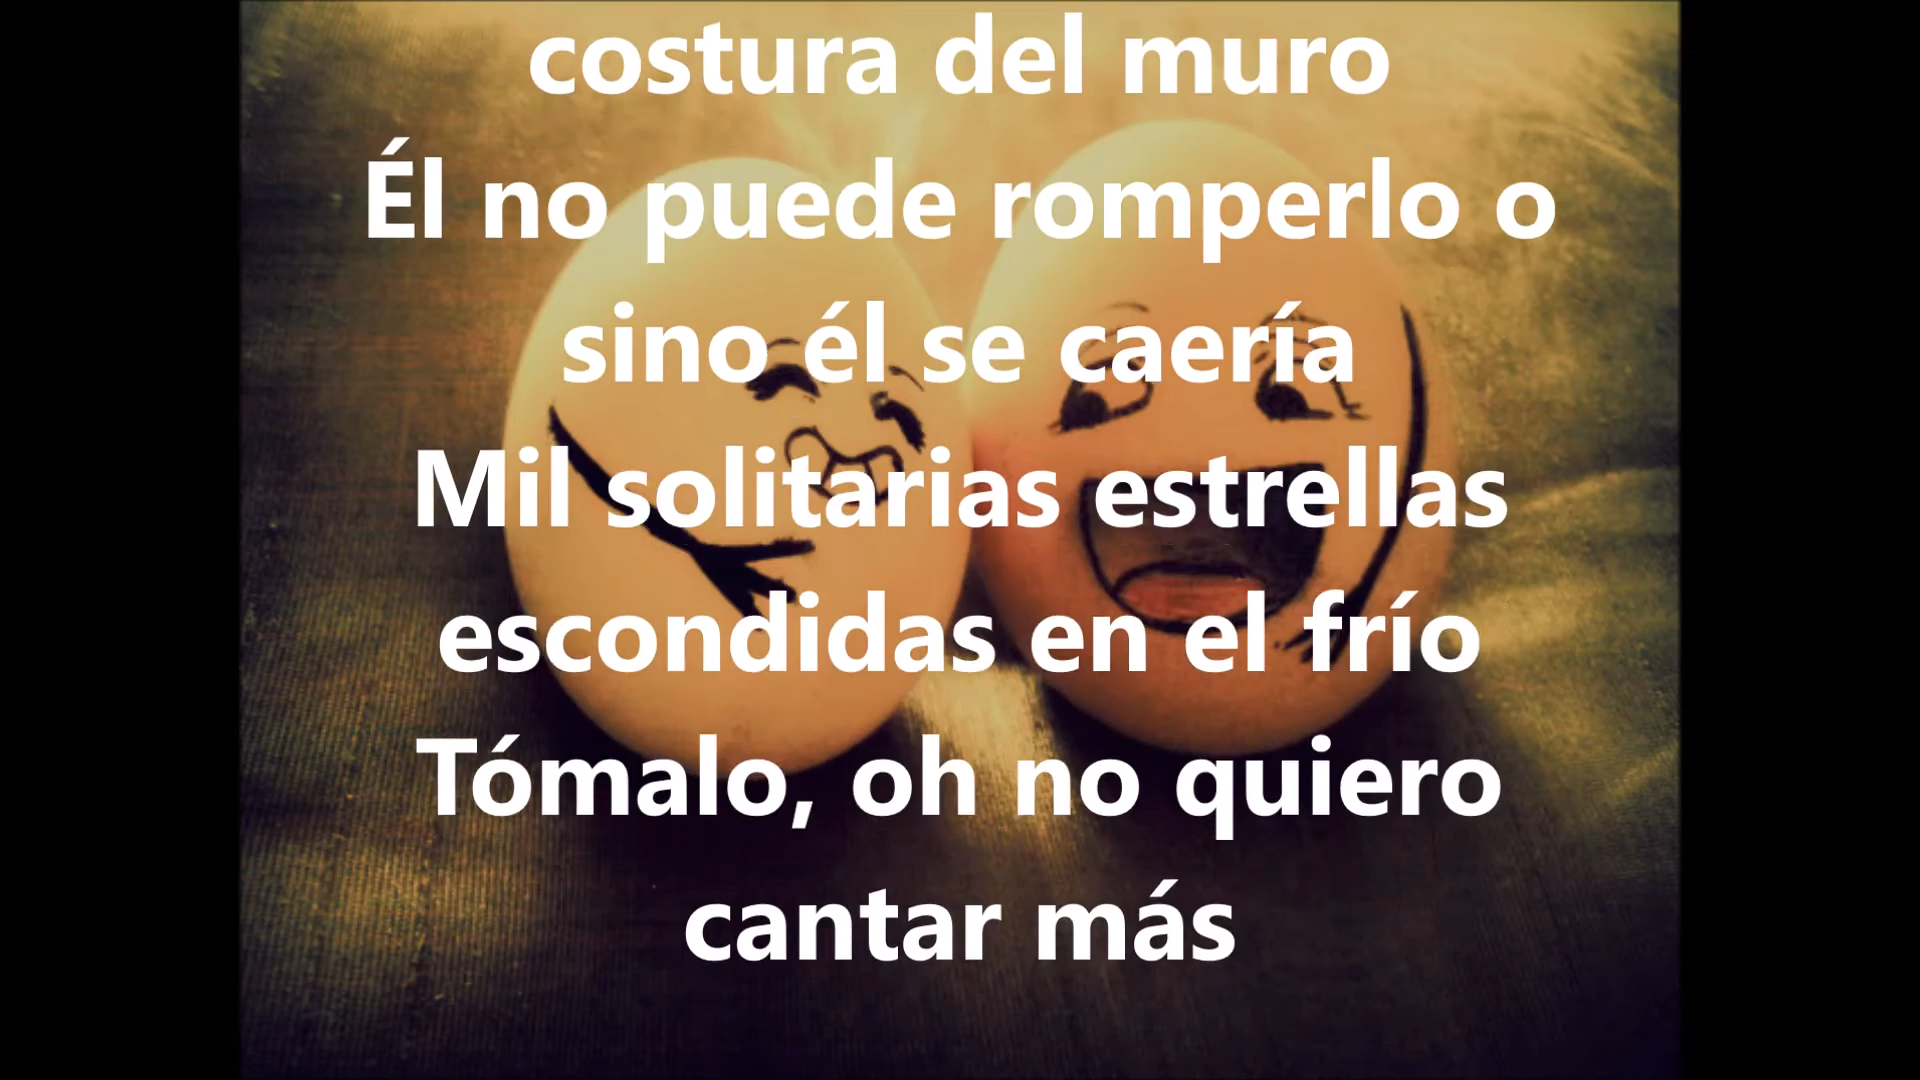 costura del muro
Él no puede romperlo o
sino él se caería
Mil solitarias estrellas
escondidas en el frío
Tómalo, oh no quiero
cantar más